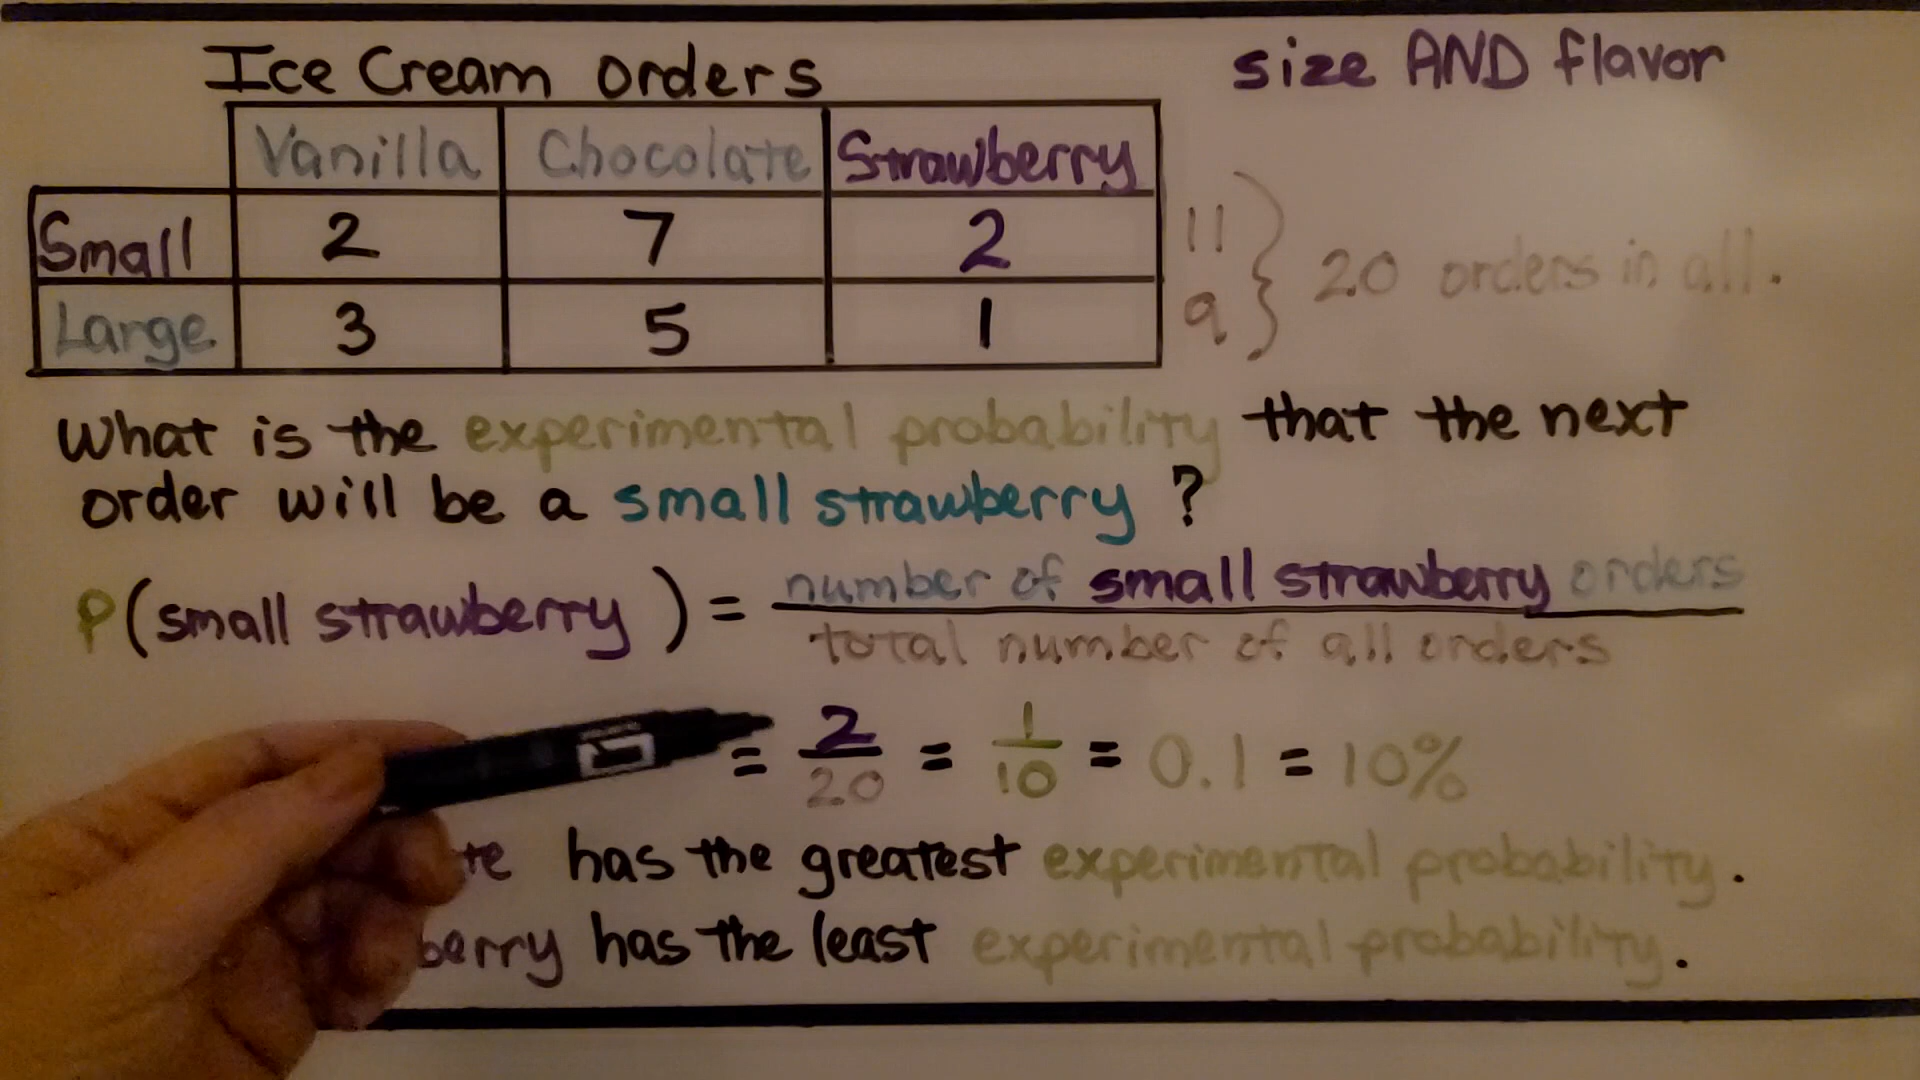 Ice Cream orders
size AND flavor
Vanilla Chocolate Strawberry
Small 2 7 2 11
Large 3 5 1 9
20 orders in all.
What is the experimental probability that the next
order will be a small strawberry ?
P(small strawberry) = number of small strawberry orders
total number of all orders
= 2/20 = 1/10 = 0.1 = 10%
te has the greatest experimental probability.
berry has the least experimental probability.